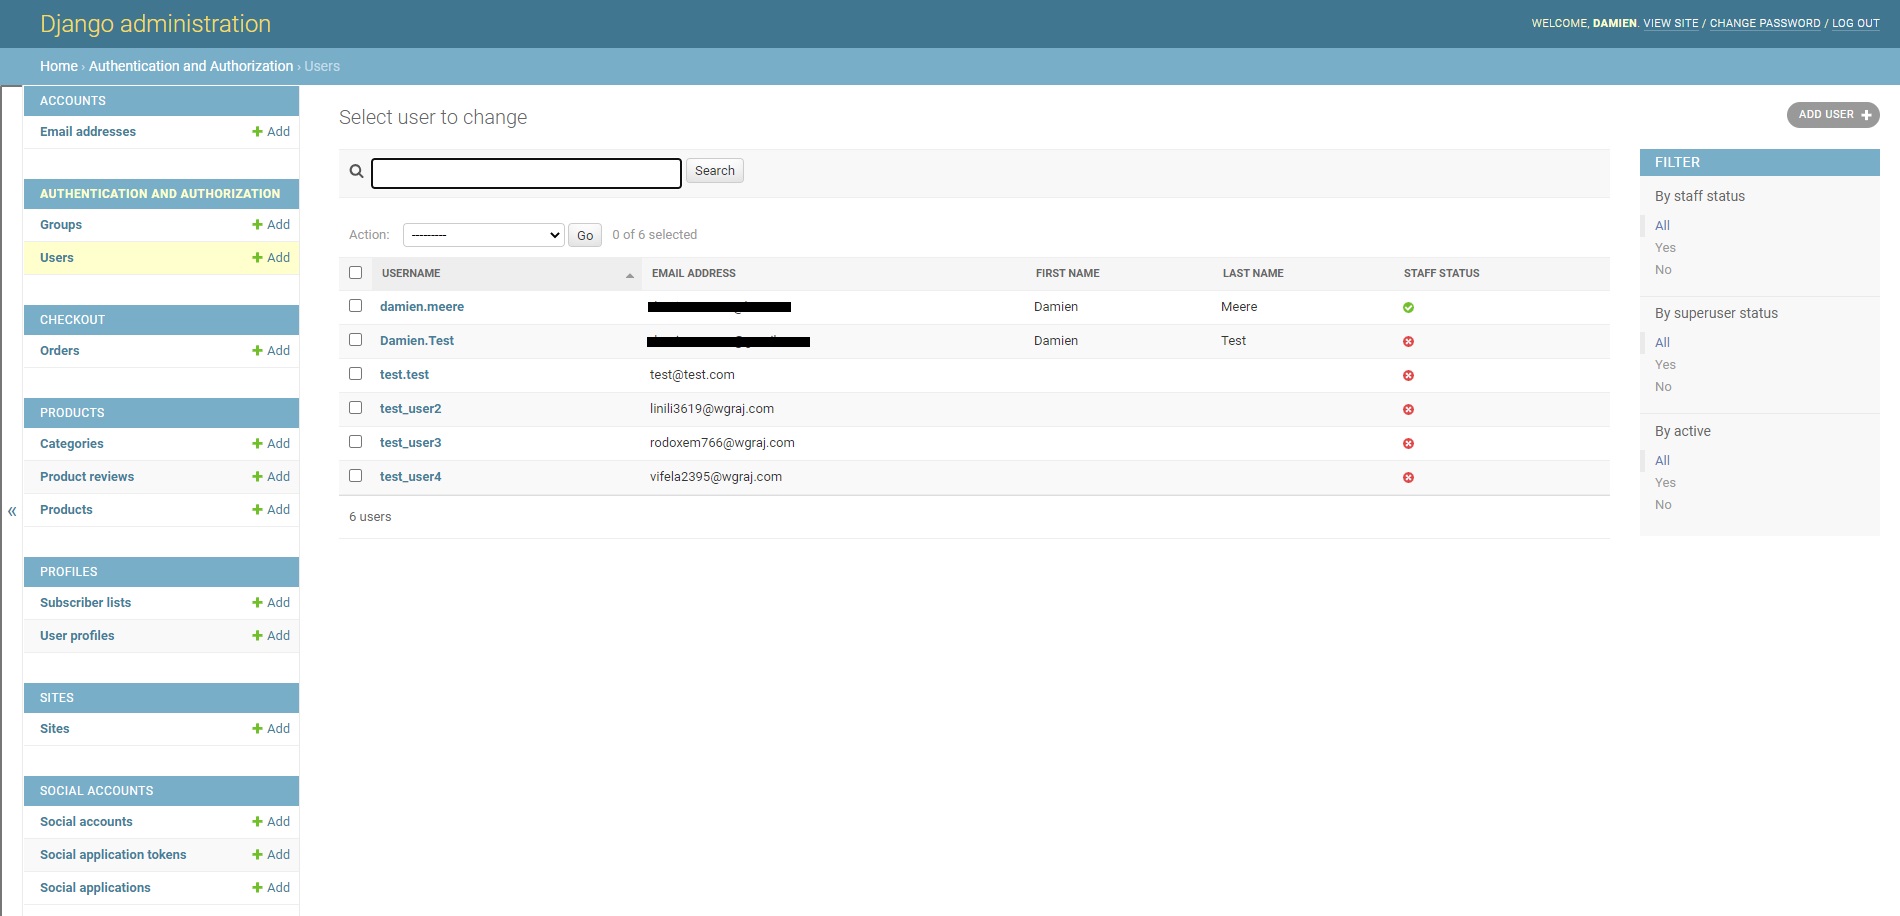 Django administration
WELCOME, DAMIEN. VIEW SITE / CHANGE PASSWORD / LOG OUT
Home › Authentication and Authorization › Users
ACCOUNTS
Email addresses + Add
AUTHENTICATION AND AUTHORIZATION
Groups + Add
Users + Add
CHECKOUT
Orders + Add
PRODUCTS
Categories + Add
Product reviews + Add
Products + Add
PROFILES
Subscriber lists + Add
User profiles + Add
SITES
Sites + Add
SOCIAL ACCOUNTS
Social accounts + Add
Social application tokens + Add
Social applications + Add
«
Select user to change
ADD USER +
Search
Action: --------- Go 0 of 6 selected
USERNAME EMAIL ADDRESS FIRST NAME LAST NAME STAFF STATUS
damien.meere Damien Meere
Damien.Test Damien Test
test.test test@test.com
test_user2 linili3619@wgraj.com
test_user3 rodoxem766@wgraj.com
test_user4 vifela2395@wgraj.com
6 users
FILTER
By staff status
All
Yes
No
By superuser status
All
Yes
No
By active
All
Yes
No